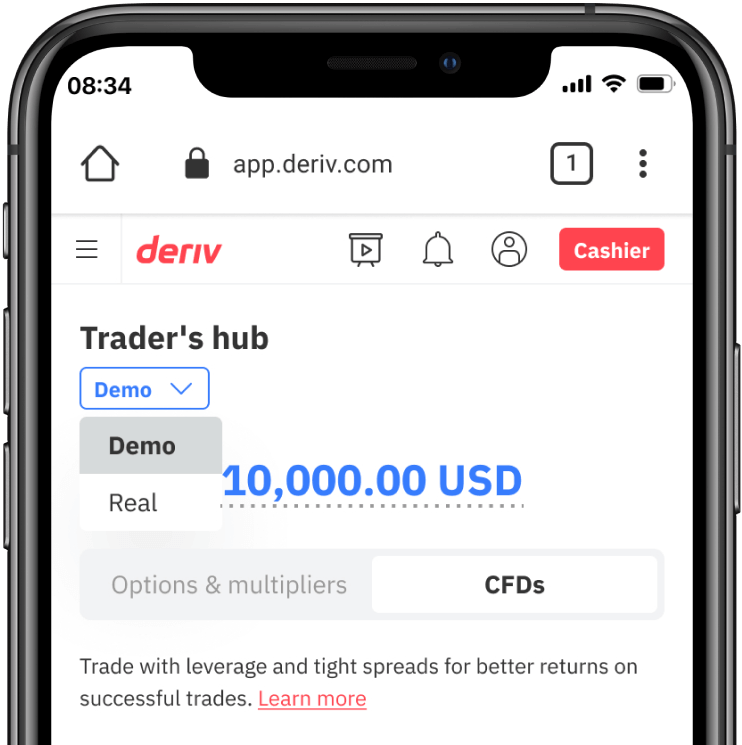 08:34
app.deriv.com
1
deriv
Cashier
Trader's hub
Demo
Demo
Real
10,000.00 USD
Options & multipliers
CFDs
Trade with leverage and tight spreads for better returns on
successful trades. Learn more